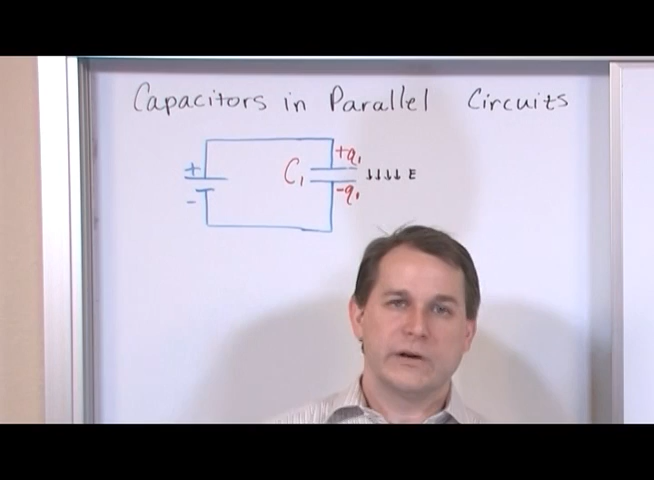 Capacitors in Parallel Circuits
+ C₁ +q₁ E
- -q₁